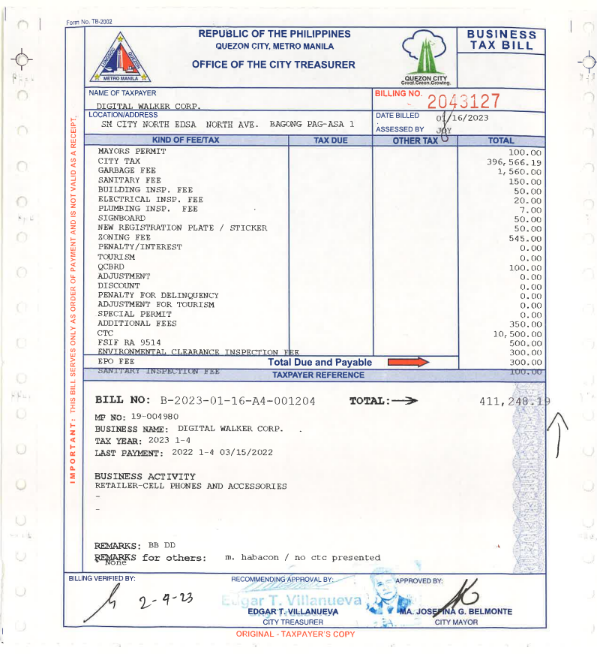 Form No. TB-2002
REPUBLIC OF THE PHILIPPINES
QUEZON CITY, METRO MANILA
OFFICE OF THE CITY TREASURER
METRO MANILA
QUEZON CITY
Great.Green.Growing.
BUSINESS
TAX BILL
NAME OF TAXPAYER
DIGITAL WALKER CORP.
BILLING NO. 2043127
LOCATION/ADDRESS
SM CITY NORTH EDSA NORTH AVE. BAGONG PAG-ASA 1
DATE BILLED 01/16/2023
ASSESSED BY JOY
KIND OF FEE/TAX TAX DUE OTHER TAX TOTAL
MAYORS PERMIT 100.00
CITY TAX 396,566.19
GARBAGE FEE 1,560.00
SANITARY FEE 150.00
BUILDING INSP. FEE 50.00
ELECTRICAL INSP. FEE 20.00
PLUMBING INSP. FEE 7.00
SIGNBOARD 50.00
NEW REGISTRATION PLATE / STICKER 50.00
ZONING FEE 545.00
PENALTY/INTEREST 0.00
TOURISM 0.00
QCBRD 100.00
ADJUSTMENT 0.00
DISCOUNT 0.00
PENALTY FOR DELINQUENCY 0.00
ADJUSTMENT FOR TOURISM 0.00
SPECIAL PERMIT 0.00
ADDITIONAL FEES 350.00
CTC 10,500.00
FSIF RA 9514 500.00
ENVIRONMENTAL CLEARANCE INSPECTION FEE 300.00
EPO FEE Total Due and Payable 300.00
SANITARY INSPECTION FEE TAXPAYER REFERENCE 100.00
BILL NO: B-2023-01-16-A4-001204 TOTAL: 411,248.19
MP NO: 19-004980
BUSINESS NAME: DIGITAL WALKER CORP. .
TAX YEAR: 2023 1-4
LAST PAYMENT: 2022 1-4 03/15/2022
BUSINESS ACTIVITY
RETAILER-CELL PHONES AND ACCESSORIES
-
-
REMARKS: BB DD
REMARKS for others: m. habacon / no ctc presented
None
BILLING VERIFIED BY: RECOMMENDING APPROVAL BY: APPROVED BY:
2-9-23
Edgar T. Villanueva
EDGAR T. VILLANUEVA MA. JOSEFINA G. BELMONTE
CITY TREASURER CITY MAYOR
ORIGINAL - TAXPAYER'S COPY
IMPORTANT: THIS BILL SERVES ONLY AS ORDER OF PAYMENT AND IS NOT VALID AS A RECEIPT.